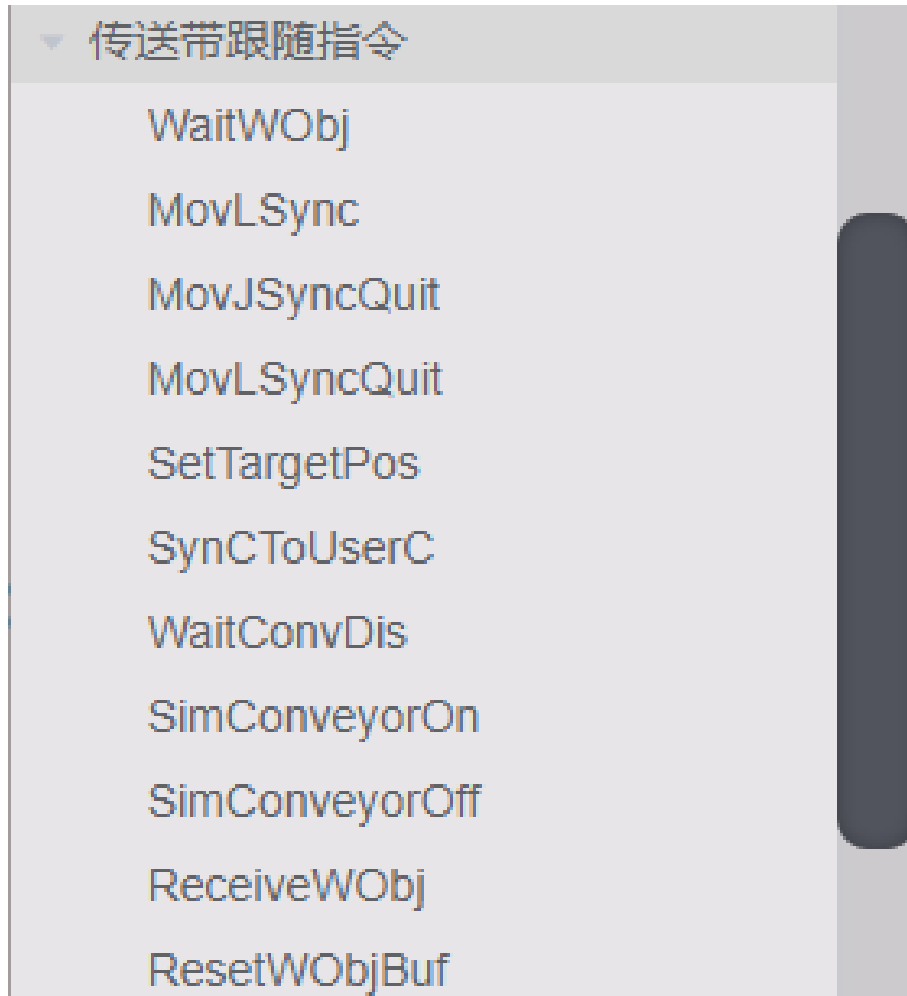 传送带跟随指令
WaitWObj
MovLSync
MovJSyncQuit
MovLSyncQuit
SetTargetPos
SynCToUserC
WaitConvDis
SimConveyorOn
SimConveyorOff
ReceiveWObj
ResetWObjBuf